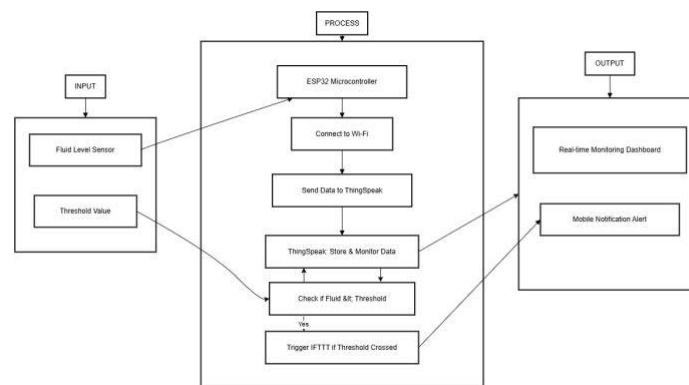 PROCESS
INPUT
OUTPUT
ESP32 Microcontroller
Fluid Level Sensor
Connect to Wi-Fi
Real-time Monitoring Dashboard
Send Data to ThingSpeak
Threshold Value
Mobile Notification Alert
ThingSpeak: Store & Monitor Data
Check if Fluid &lt; Threshold
Yes
Trigger IFTTT if Threshold Crossed